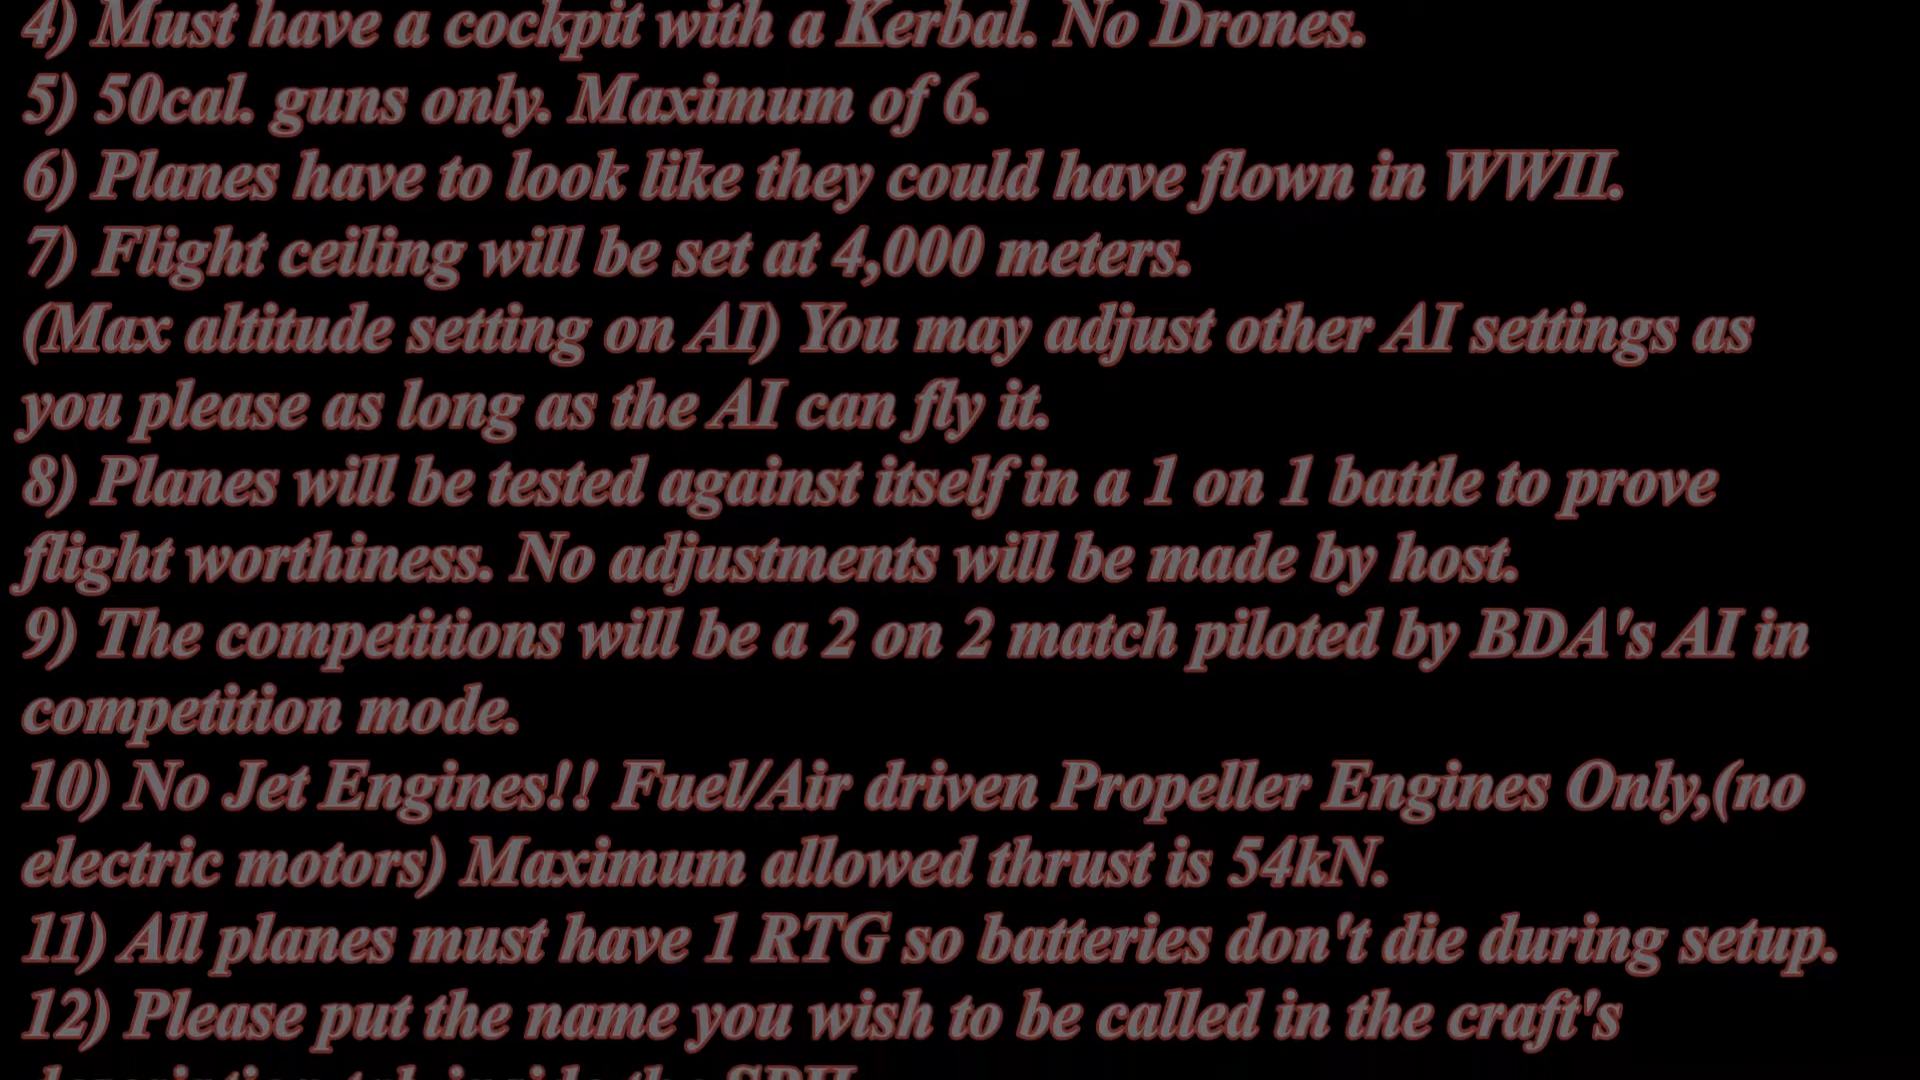 4) Must have a cockpit with a Kerbal. No Drones.
5) 50cal. guns only. Maximum of 6.
6) Planes have to look like they could have flown in WWII.
7) Flight ceiling will be set at 4,000 meters.
(Max altitude setting on AI) You may adjust other AI settings as
you please as long as the AI can fly it.
8) Planes will be tested against itself in a 1 on 1 battle to prove
flight worthiness. No adjustments will be made by host.
9) The competitions will be a 2 on 2 match piloted by BDA's AI in
competition mode.
10) No Jet Engines!! Fuel/Air driven Propeller Engines Only,(no
electric motors) Maximum allowed thrust is 54kN.
11) All planes must have 1 RTG so batteries don't die during setup.
12) Please put the name you wish to be called in the craft's